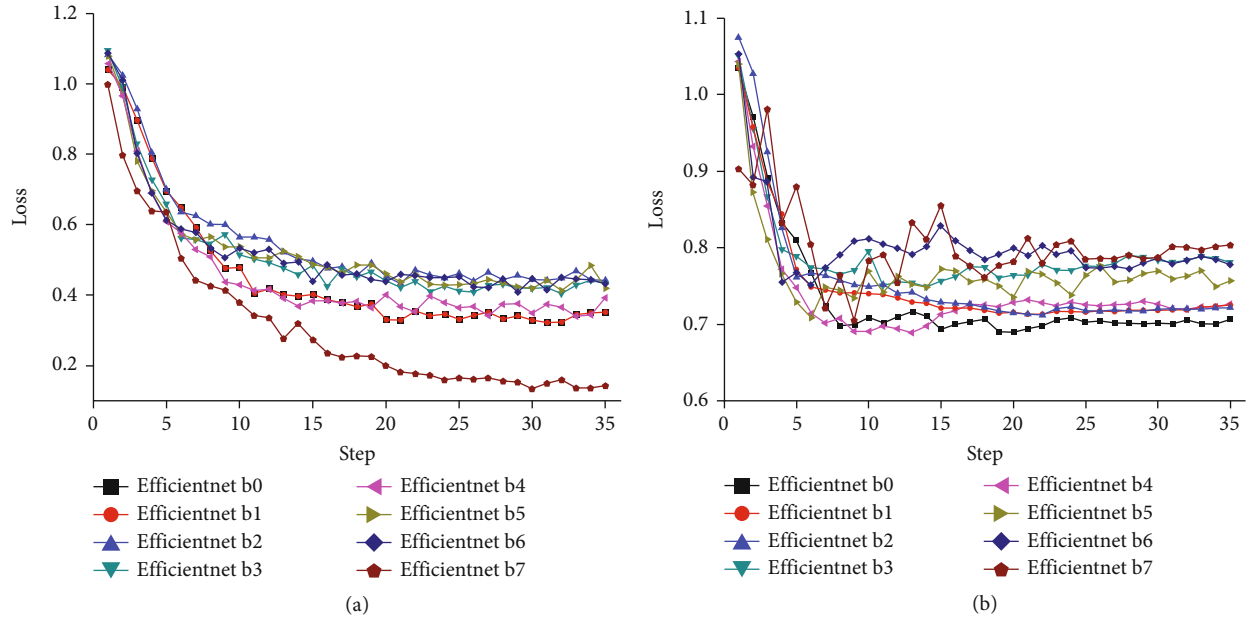 1.2
1.0
0.8
0.6
0.4
0.2
Loss
0 5 10 15 20 25 30 35
Step
Efficientnet b0
Efficientnet b1
Efficientnet b2
Efficientnet b3
Efficientnet b4
Efficientnet b5
Efficientnet b6
Efficientnet b7
(a)
1.1
1.0
0.9
0.8
0.7
0.6
Loss
0 5 10 15 20 25 30 35
Step
Efficientnet b0
Efficientnet b1
Efficientnet b2
Efficientnet b3
Efficientnet b4
Efficientnet b5
Efficientnet b6
Efficientnet b7
(b)